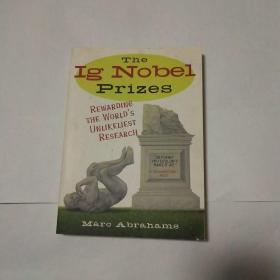 The
Ig Nobel
Prizes
REWARDING
THE WORLD'S
UNLIKELIEST
RESEARCH
Marc Abrahams